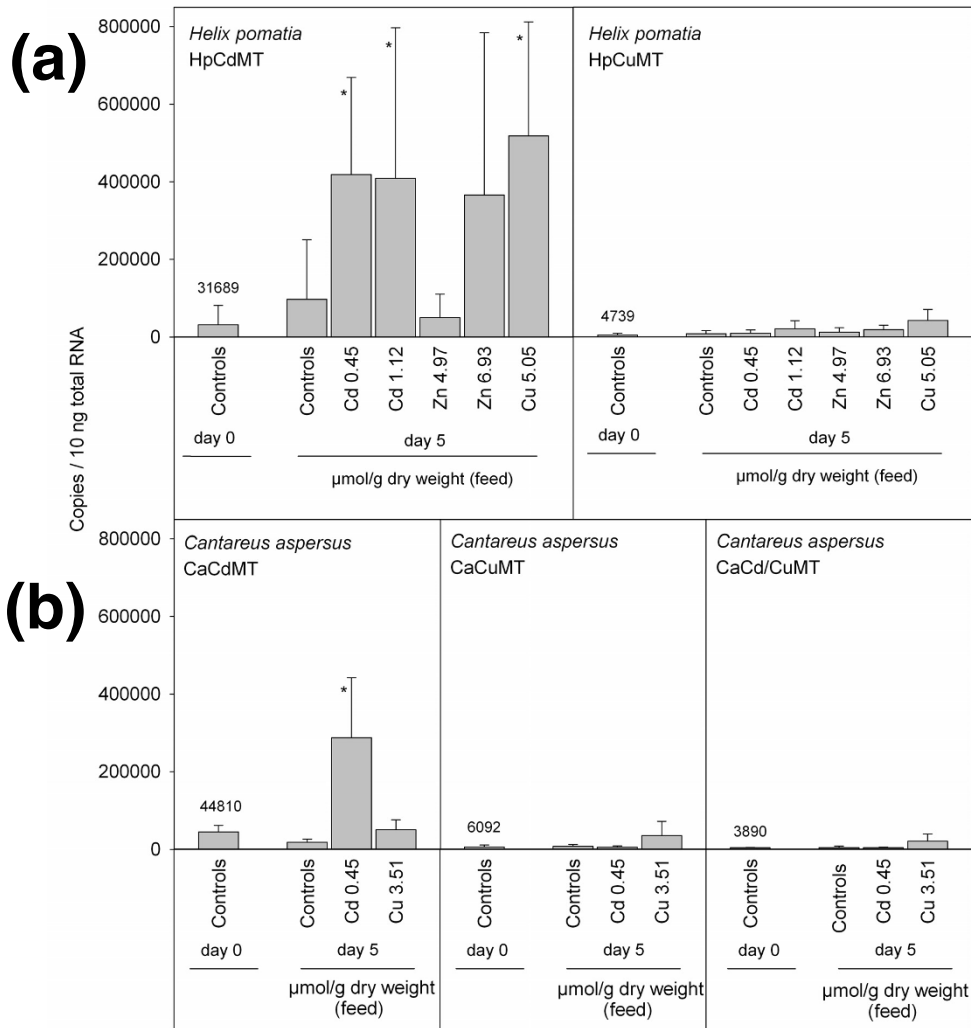 (a)
Copies / 10 ng total RNA
800000
600000
400000
200000
0
Helix pomatia
HpCdMT
31689
*
*
*
Controls
Controls
Cd 0.45
Cd 1.12
Zn 4.97
Zn 6.93
Cu 5.05
day 0
day 5
µmol/g dry weight (feed)
Helix pomatia
HpCuMT
4739
Controls
Controls
Cd 0.45
Cd 1.12
Zn 4.97
Zn 6.93
Cu 5.05
day 0
day 5
µmol/g dry weight (feed)
(b)
800000
600000
400000
200000
0
Cantareus aspersus
CaCdMT
44810
*
Controls
Controls
Cd 0.45
Cu 3.51
day 0
day 5
µmol/g dry weight
(feed)
Cantareus aspersus
CaCuMT
6092
Controls
Controls
Cd 0.45
Cu 3.51
day 0
day 5
µmol/g dry weight
(feed)
Cantareus aspersus
CaCd/CuMT
3890
Controls
Controls
Cd 0.45
Cu 3.51
day 0
day 5
µmol/g dry weight
(feed)